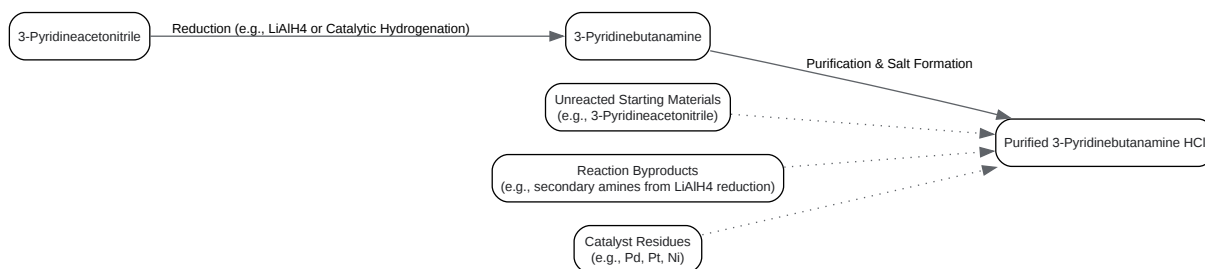 3-Pyridineacetonitrile
Reduction (e.g., LiAlH4 or Catalytic Hydrogenation)
3-Pyridinebutanamine
Purification & Salt Formation
Unreacted Starting Materials
(e.g., 3-Pyridineacetonitrile)
Purified 3-Pyridinebutanamine HCl
Reaction Byproducts
(e.g., secondary amines from LiAlH4 reduction)
Catalyst Residues
(e.g., Pd, Pt, Ni)